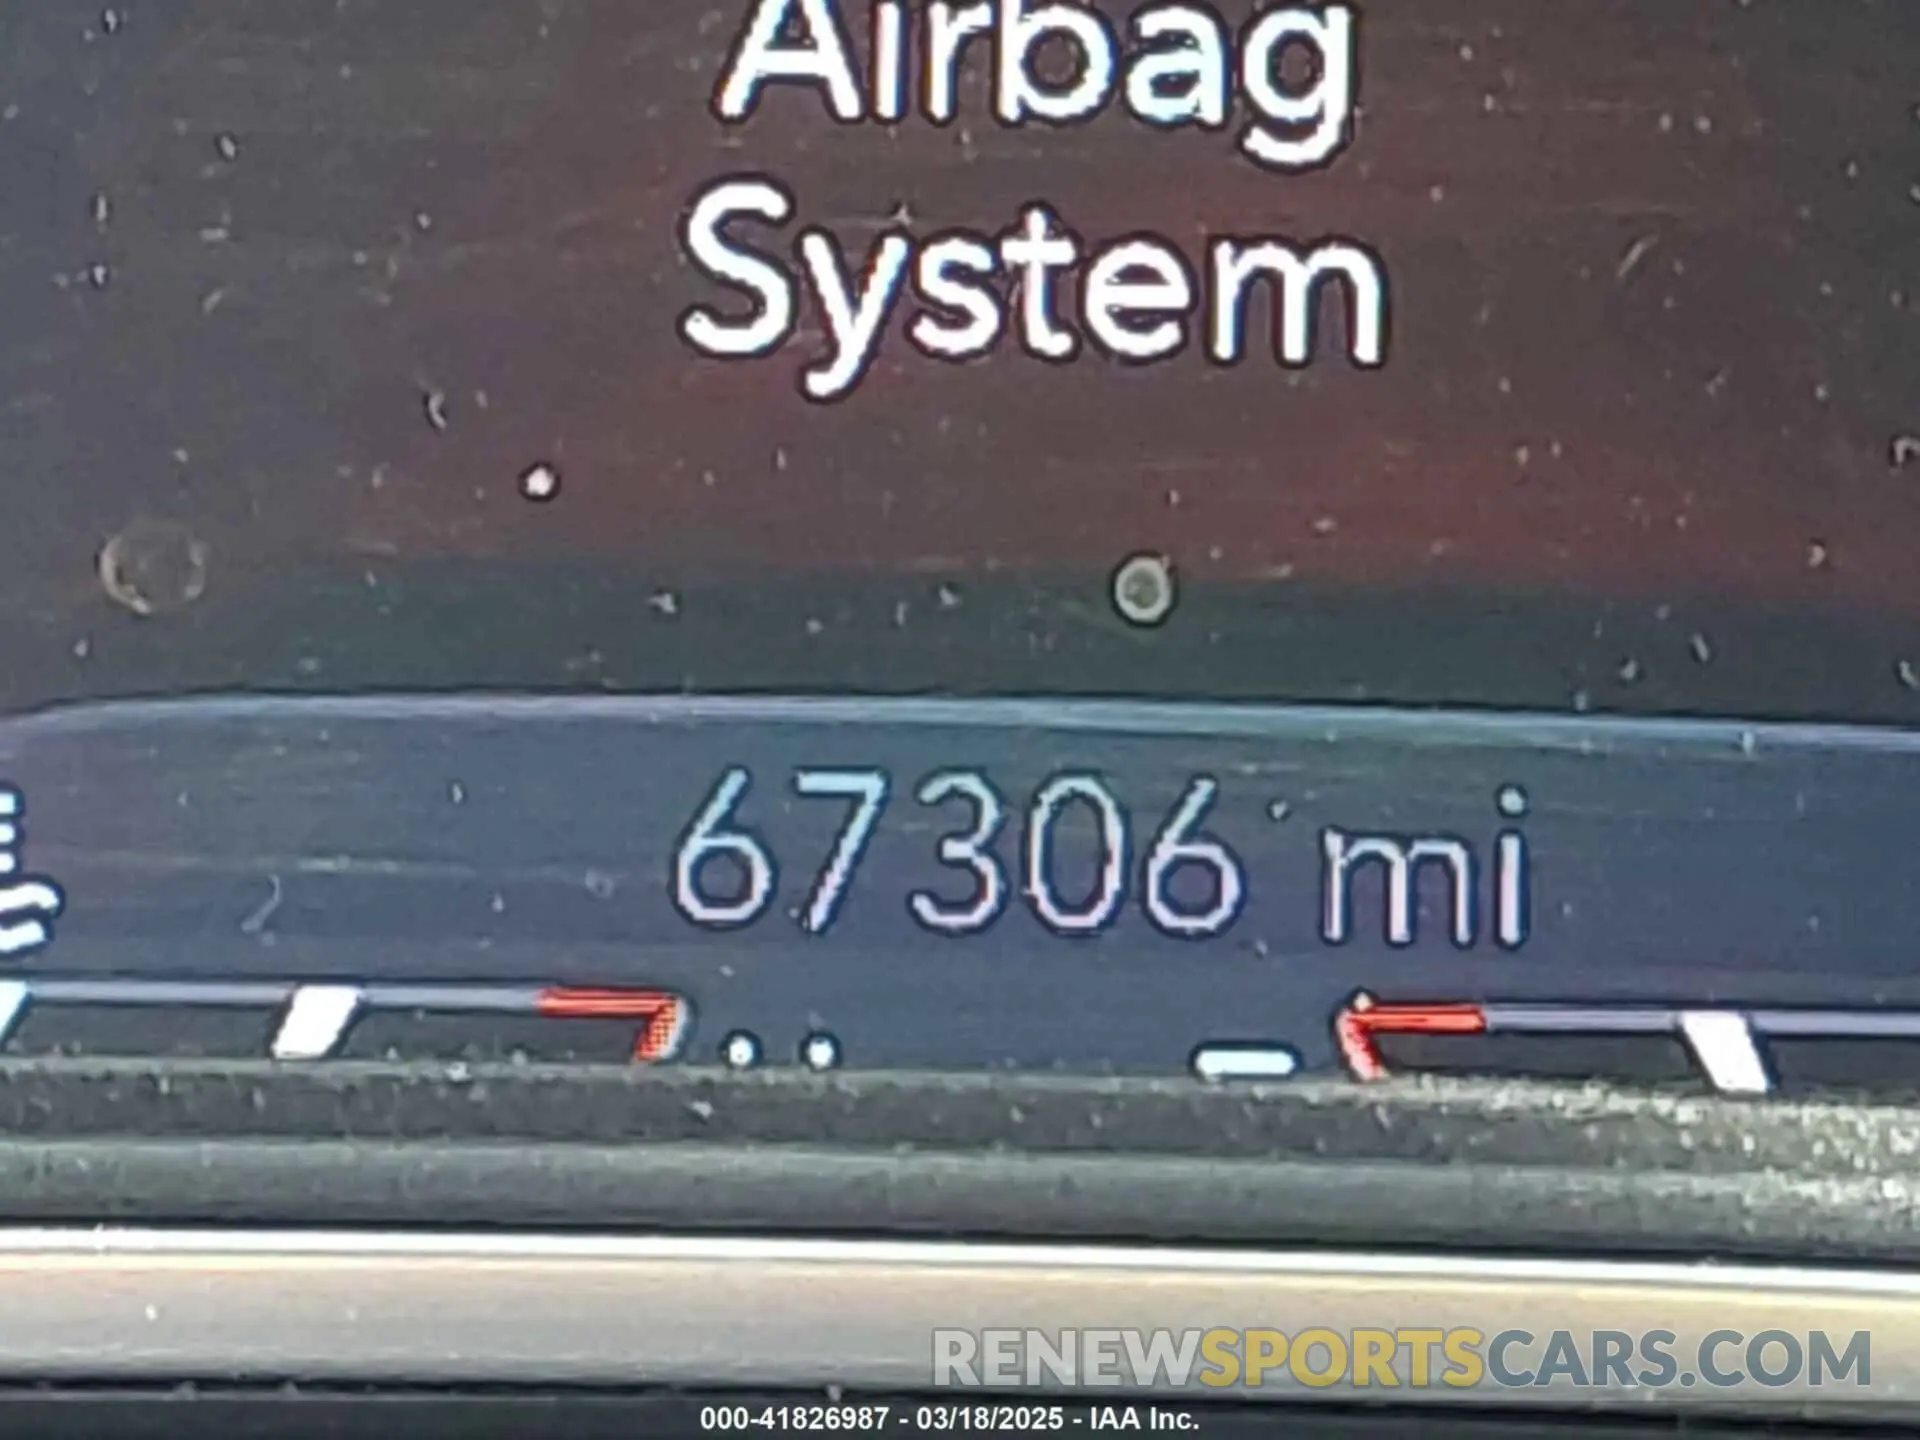 Airbag
System
67306 mi
RENEWSPORTSCARS.COM
000-41826987 - 03/18/2025 - IAA Inc.